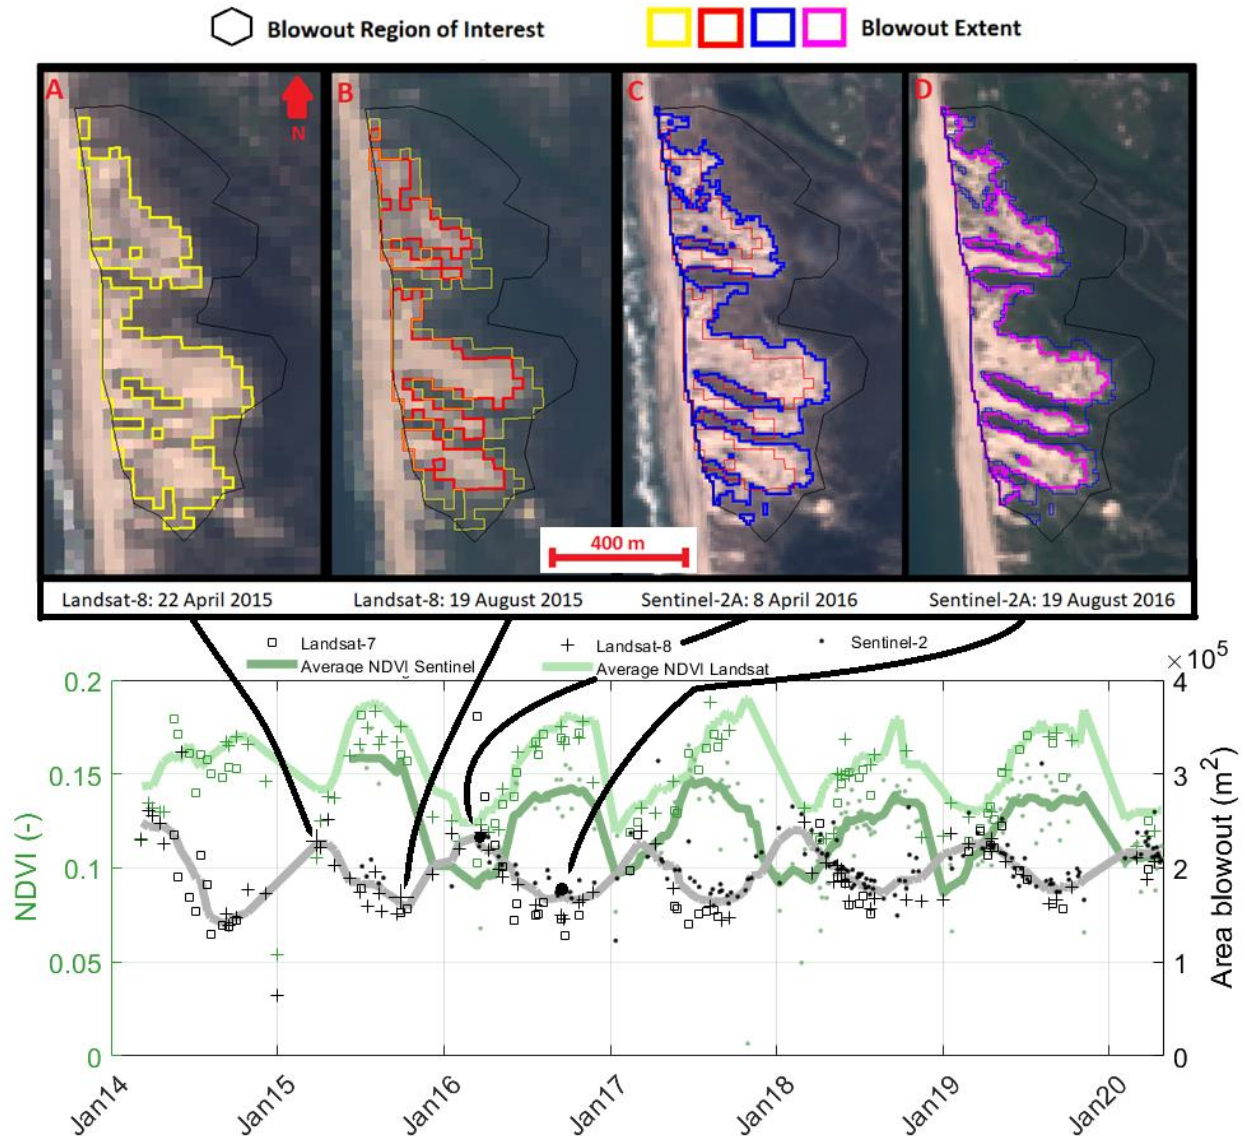 Blowout Region of Interest
Blowout Extent
A
B
C
D
N
400 m
Landsat-8: 22 April 2015
Landsat-8: 19 August 2015
Sentinel-2A: 8 April 2016
Sentinel-2A: 19 August 2016
Landsat-7
Landsat-8
Sentinel-2
Average NDVI Sentinel
Average NDVI Landsat
×10⁵
0.2
0.15
0.1
0.05
0
NDVI (-)
4
3
2
1
0
Area blowout (m²)
Jan14
Jan15
Jan16
Jan17
Jan18
Jan19
Jan20